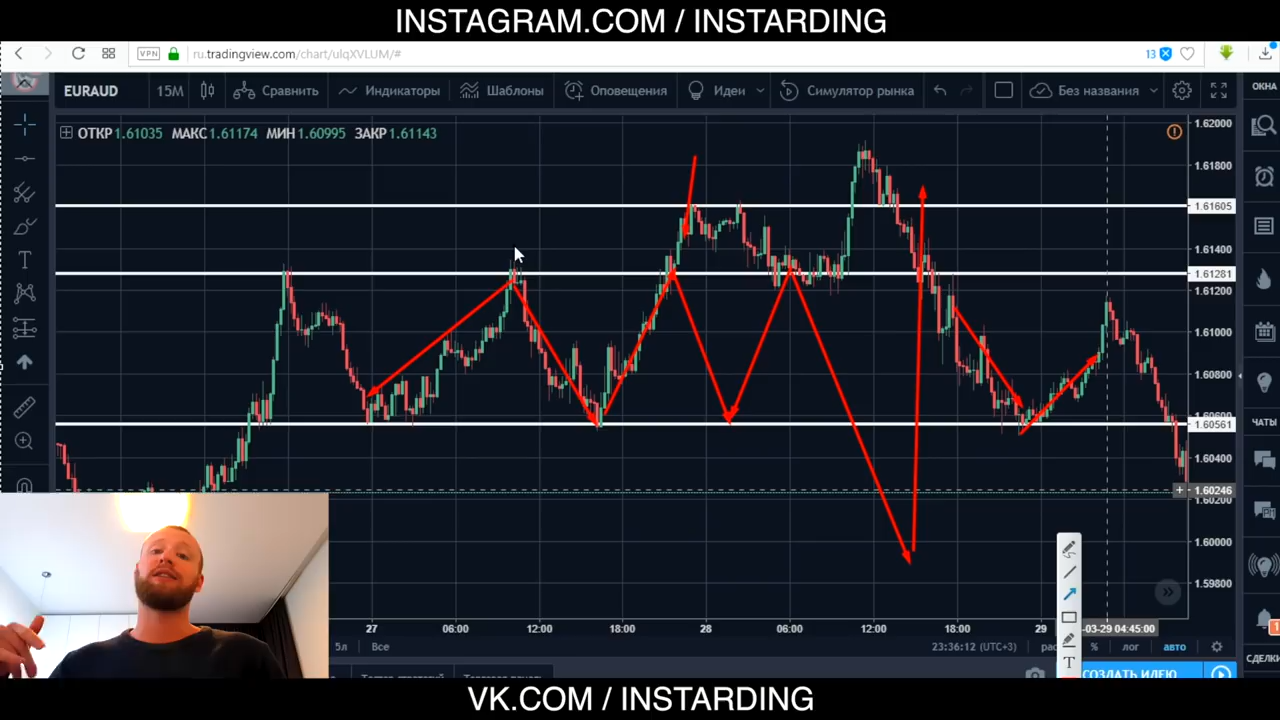 INSTAGRAM.COM / INSTARDING
VPN
ru.tradingview.com/chart/ulqXVLUM/#
13
EURAUD
15М
Сравнить
Индикаторы
Шаблоны
Оповещения
Идеи
Симулятор рынка
Без названия
ОКНА
ОТКР 1.61035 МАКС 1.61174 МИН 1.60995 ЗАКР 1.61143
1.62000
1.61800
1.61605
1.61400
1.61281
1.61200
1.61000
1.60800
1.60561
ЧАТЫ
1.60400
1.60246
1.60000
1.59800
27
06:00
12:00
18:00
28
06:00
12:00
18:00
29
-03-29 04:45:00
5л
Все
23:36:12 (UTC+3)
%
лог
авто
СДЕЛКИ
T
СОЗДАТЬ ИДЕЮ
VK.COM / INSTARDING